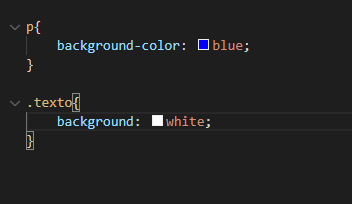 p{
background-color: blue;
}
.texto{
background: white;
}